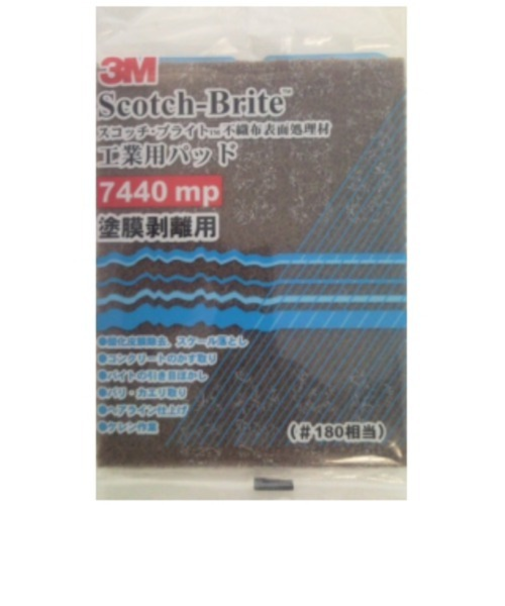 3M
Scotch-Brite™
スコッチ・ブライト™不織布表面処理材
工業用パッド
7440 mp
塗膜剥離用
●酸化皮膜除去、スケール落とし
●コンクリートのかす取り
●バイトの引き目ぼかし
●バリ・カエリ取り
●ヘアライン仕上げ
●ケレン作業
(#180相当)